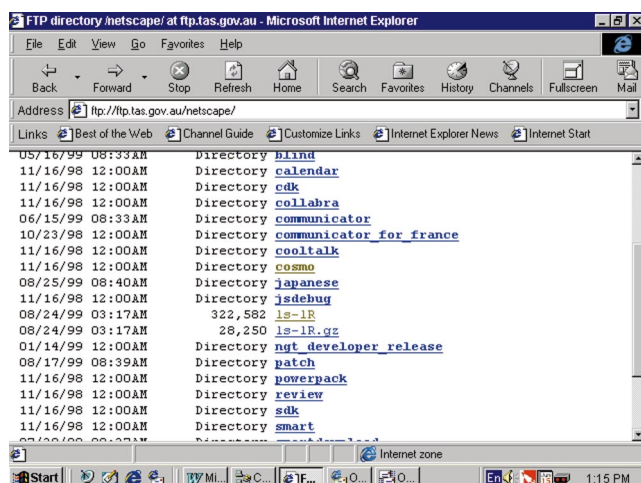 FTP directory /netscape/ at ftp.tas.gov.au - Microsoft Internet Explorer
File Edit View Go Favorites Help
Back Forward Stop Refresh Home Search Favorites History Channels Fullscreen Mail
Address ftp://ftp.tas.gov.au/netscape/
Links Best of the Web Channel Guide Customize Links Internet Explorer News Internet Start
05/16/99 08:33AM Directory blind
11/16/98 12:00AM Directory calendar
11/16/98 12:00AM Directory cdk
11/16/98 12:00AM Directory collabra
06/15/99 08:33AM Directory communicator
10/23/98 12:00AM Directory communicator_for_france
11/16/98 12:00AM Directory cooltalk
11/16/98 12:00AM Directory cosmo
08/25/99 08:40AM Directory japanese
11/16/98 12:00AM Directory jsdebug
08/24/99 03:17AM 322,582 ls-lR
08/24/99 03:17AM 28,250 ls-lR.gz
01/14/99 12:00AM Directory ngt_developer_release
08/17/99 08:39AM Directory patch
11/16/98 12:00AM Directory powerpack
11/16/98 12:00AM Directory review
11/16/98 12:00AM Directory sdk
11/16/98 12:00AM Directory smart
Internet zone
Start Mi... C... F... O... O... En 1:15 PM